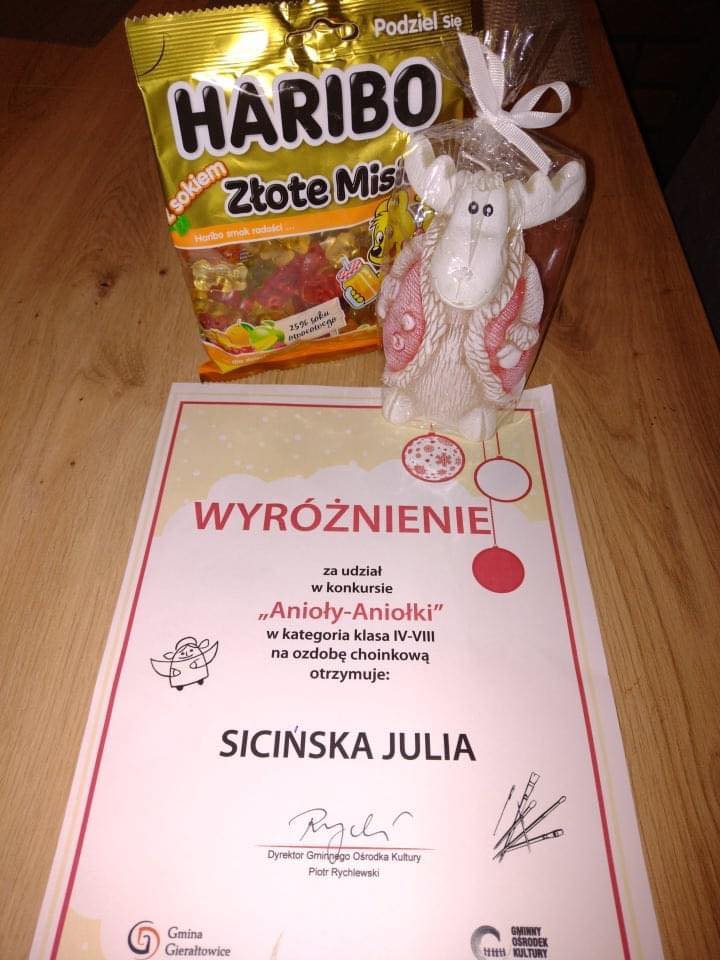 Podziel się
HARIBO
z sokiem
Złote Misie
Haribo smak radości ...
25% soku
owocowego
WYRÓŻNIENIE
za udział
w konkursie
„Anioły-Aniołki”
w kategoria klasa IV-VIII
na ozdobę choinkową
otrzymuje:
SICIŃSKA JULIA
Dyrektor Gminnego Ośrodka Kultury
Piotr Rychlewski
Gmina
Gierałtowice
GMINNY
OŚRODEK
KULTURY